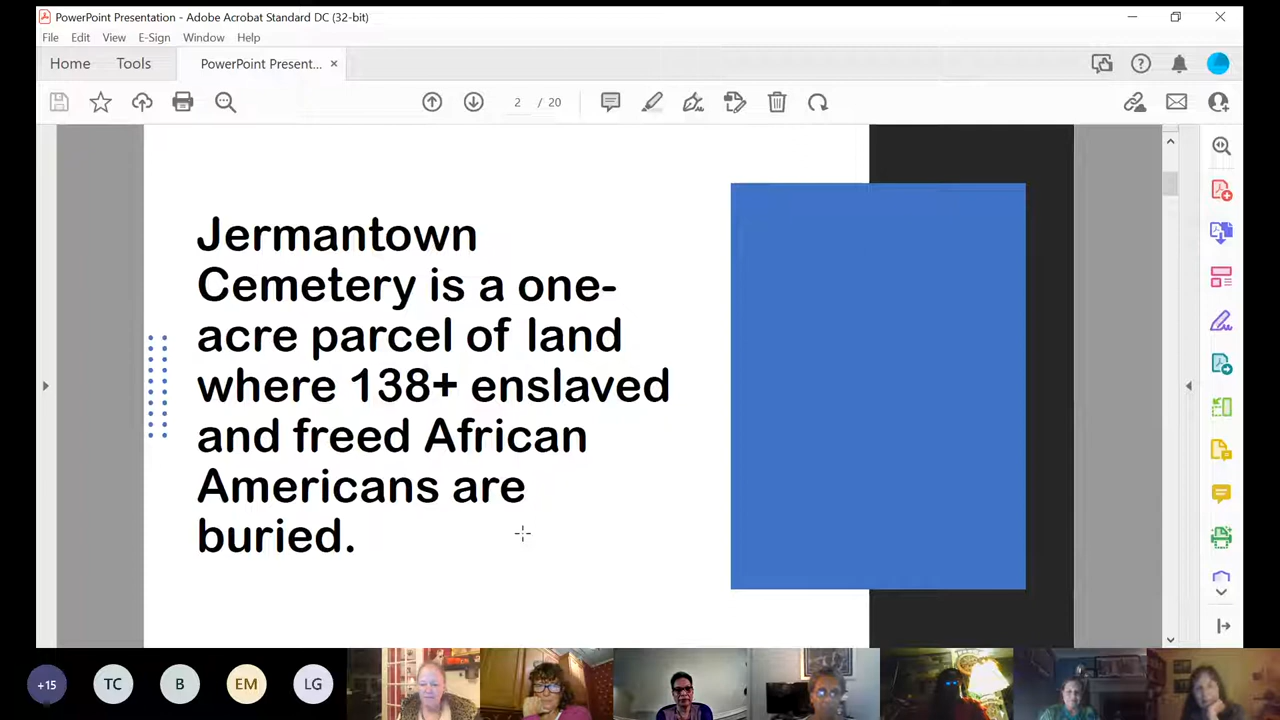 PowerPoint Presentation - Adobe Acrobat Standard DC (32-bit)
File Edit View E-Sign Window Help
Home Tools PowerPoint Present... ×
2 / 20
Jermantown
Cemetery is a one-
acre parcel of land
where 138+ enslaved
and freed African
Americans are
buried.
+15 TC B EM LG